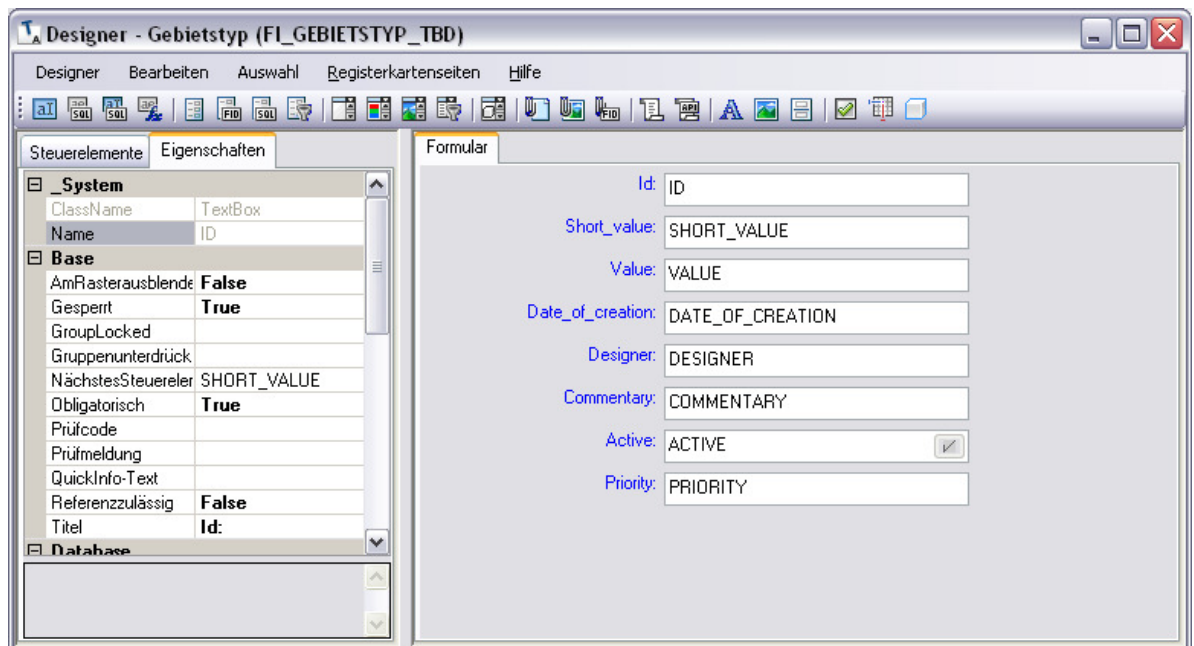 Designer - Gebietstyp (FI_GEBIETSTYP_TBD)
Designer Bearbeiten Auswahl Registerkartenseiten Hilfe
Steuerelemente Eigenschaften
_System
ClassName TextBox
Name ID
Base
AmRasterausblende False
Gesperrt True
GroupLocked
Gruppenunterdrück
NächstesSteuereler SHORT_VALUE
Obligatorisch True
Prüfcode
Prüfmeldung
QuickInfo-Text
Referenzzulässig False
Titel Id:
Database
Formular
Id: ID
Short_value: SHORT_VALUE
Value: VALUE
Date_of_creation: DATE_OF_CREATION
Designer: DESIGNER
Commentary: COMMENTARY
Active: ACTIVE
Priority: PRIORITY